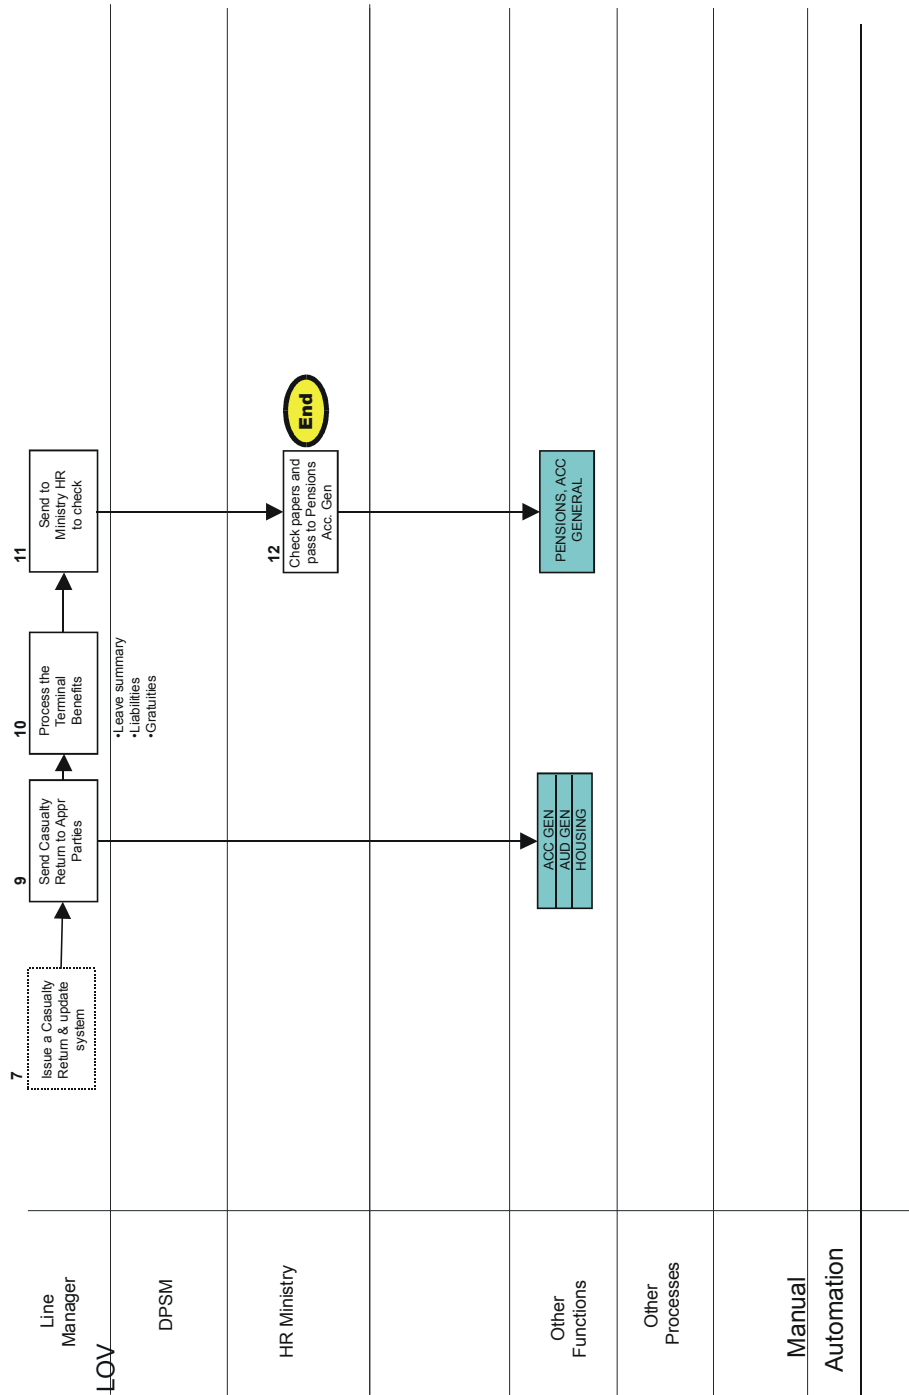 Line
Manager
LOV
7
Issue a Casualty
Return & update
system
9
Send Casualty
Return to Appr
Parties
10
Process the
Terminal
Benefits
11
Send to
Ministry HR
to check
DPSM
•Leave summary
•Liabilities
•Gratuities
HR Ministry
12
Check papers and
pass to Pensions
Acc. Gen
End
Other
Functions
ACC GEN
AUD GEN
HOUSING
PENSIONS, ACC
GENERAL
Other
Processes
Manual
Automation